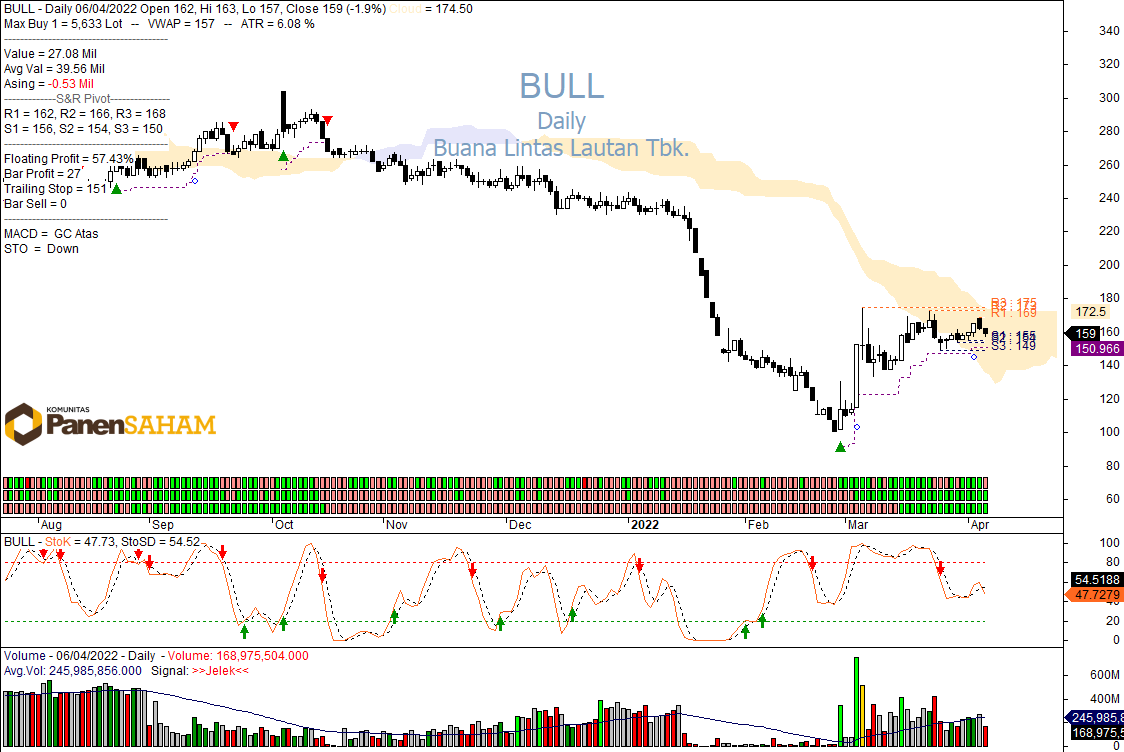 BULL - Daily 06/04/2022 Open 162, Hi 163, Lo 157, Close 159 (-1.9%) Cloud = 174.50
Max Buy 1 = 5,633 Lot -- VWAP = 157 -- ATR = 6.08 %
Value = 27.08 Mil
Avg Val = 39.56 Mil
Asing = -0.53 Mil
-------------S&R Pivot---------------
R1 = 162, R2 = 166, R3 = 168
S1 = 156, S2 = 154, S3 = 150
Floating Profit = 57.43%
Bar Profit = 27
Trailing Stop = 151
Bar Sell = 0
MACD = GC Atas
STO = Down
BULL
Daily
Buana Lintas Lautan Tbk.
340
320
300
280
260
240
220
200
180
172.5
160
159
150.966
140
120
100
80
60
R3 : 175
R2 : 173
R1 : 169
S1 : 155
S3 : 149
KOMUNITAS
PanenSAHAM
Aug Sep Oct Nov Dec 2022 Feb Mar Apr
BULL - StoK = 47.73, StoSD = 54.52
100
80
54.5188
47.7279
40
20
0
Volume - 06/04/2022 - Daily - Volume: 168,975,504.000
Avg.Vol: 245,985,856.000 Signal: >>Jelek<<
600M
400M
245,985,8
168,975,5
0